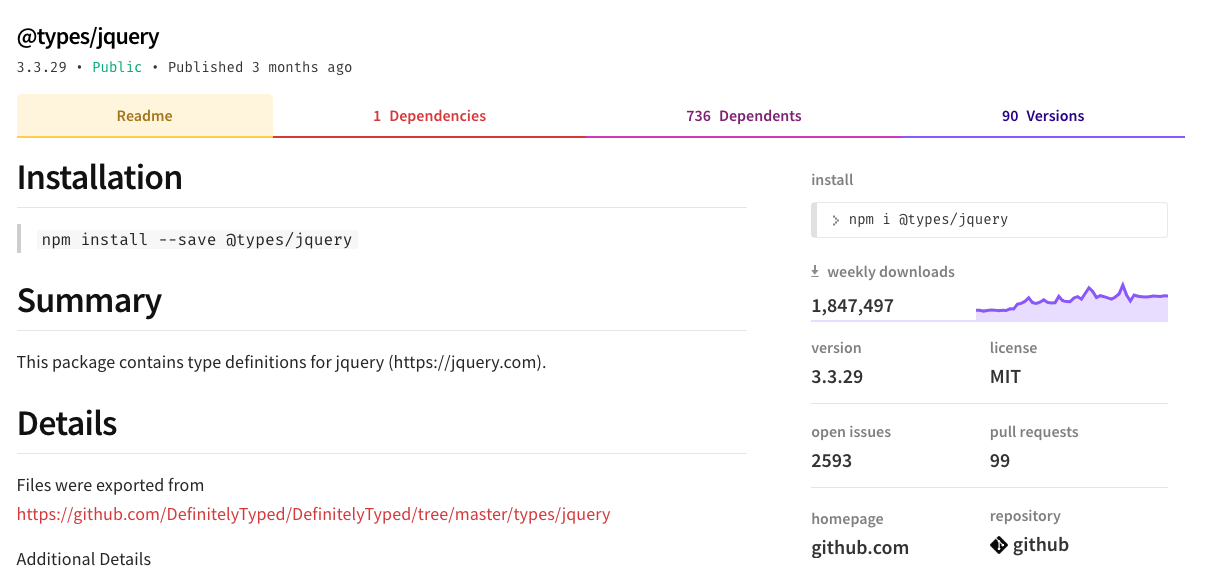 @types/jquery
3.3.29 • Public • Published 3 months ago
Readme
1 Dependencies
736 Dependents
90 Versions
Installation
npm install --save @types/jquery
Summary
This package contains type definitions for jquery (https://jquery.com).
Details
Files were exported from
https://github.com/DefinitelyTyped/DefinitelyTyped/tree/master/types/jquery
Additional Details
install
> npm i @types/jquery
weekly downloads
1,847,497
version
3.3.29
license
MIT
open issues
2593
pull requests
99
homepage
github.com
repository
github